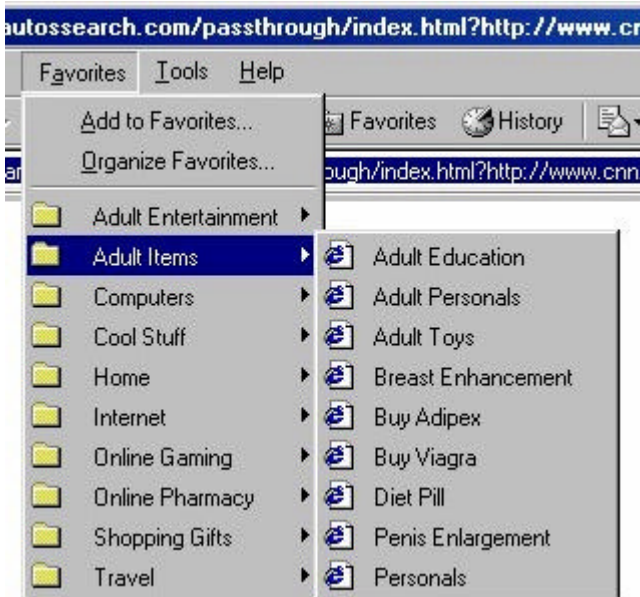 autossearch.com/passthrough/index.html?http://www.cn
Favorites Tools Help
Add to Favorites... Favorites History
Organize Favorites... ough/index.html?http://www.cnn
Adult Entertainment
Adult Items Adult Education
Computers Adult Personals
Cool Stuff Adult Toys
Home Breast Enhancement
Internet Buy Adipex
Online Gaming Buy Viagra
Online Pharmacy Diet Pill
Shopping Gifts Penis Enlargement
Travel Personals